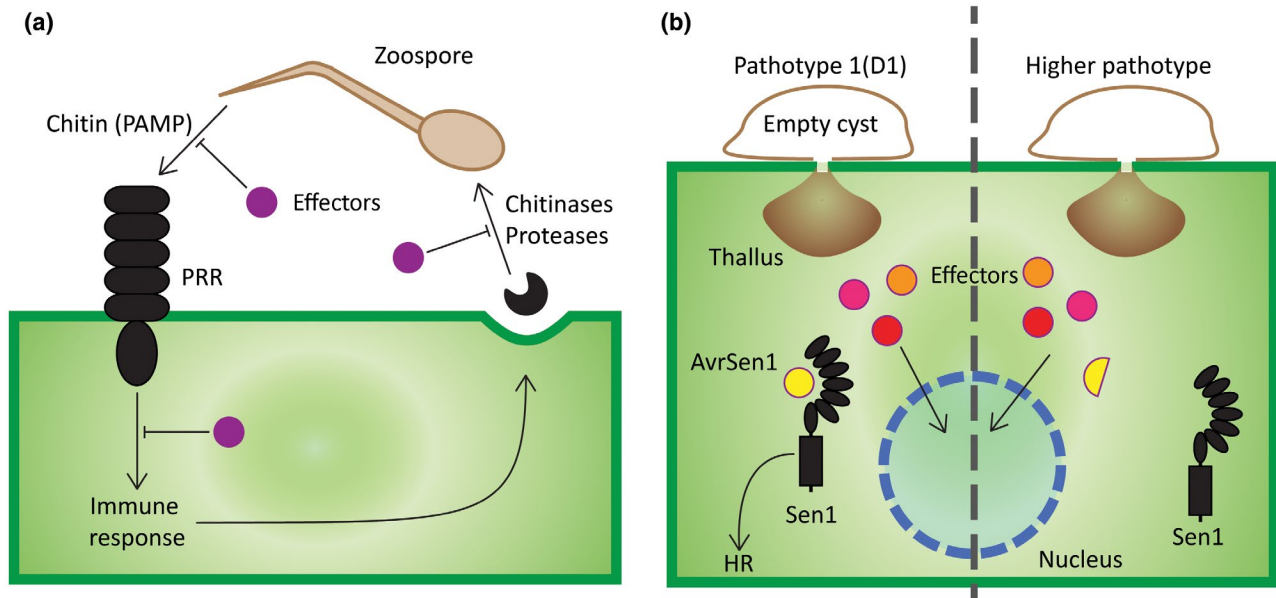 (a)
Zoospore
Chitin (PAMP)
Effectors
Chitinases
Proteases
PRR
Immune
response
(b)
Pathotype 1(D1)
Higher pathotype
Empty cyst
Thallus
Effectors
AvrSen1
Sen1
Sen1
HR
Nucleus